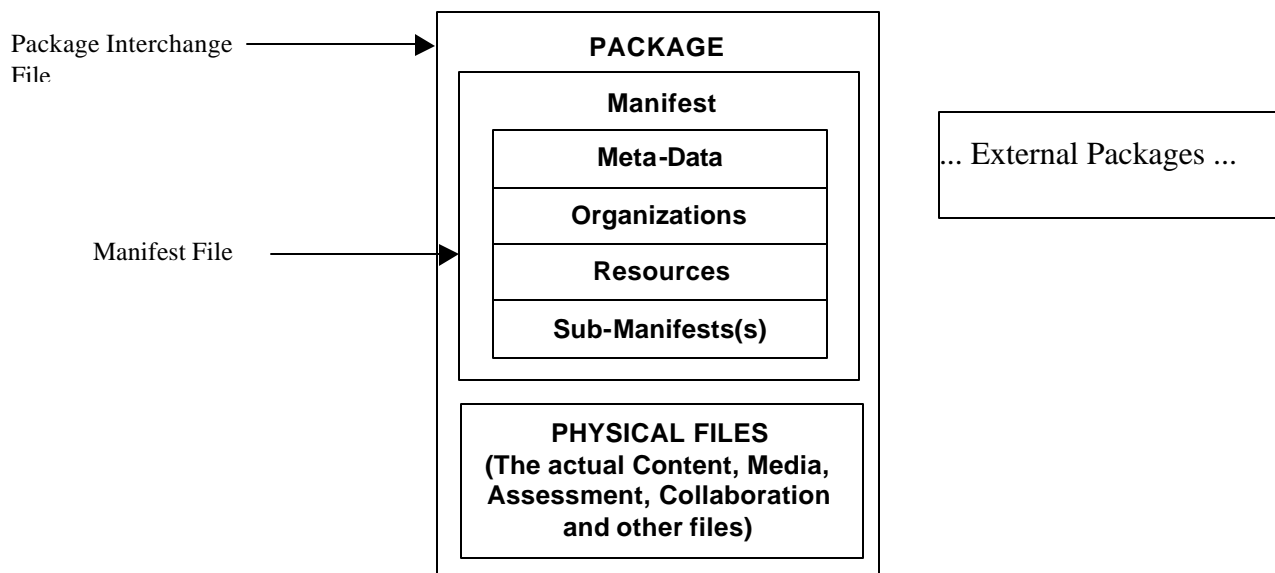 Package Interchange
File
PACKAGE
Manifest
Meta-Data
Organizations
Resources
Sub-Manifests(s)
Manifest File
PHYSICAL FILES
(The actual Content, Media,
Assessment, Collaboration
and other files)
... External Packages ...